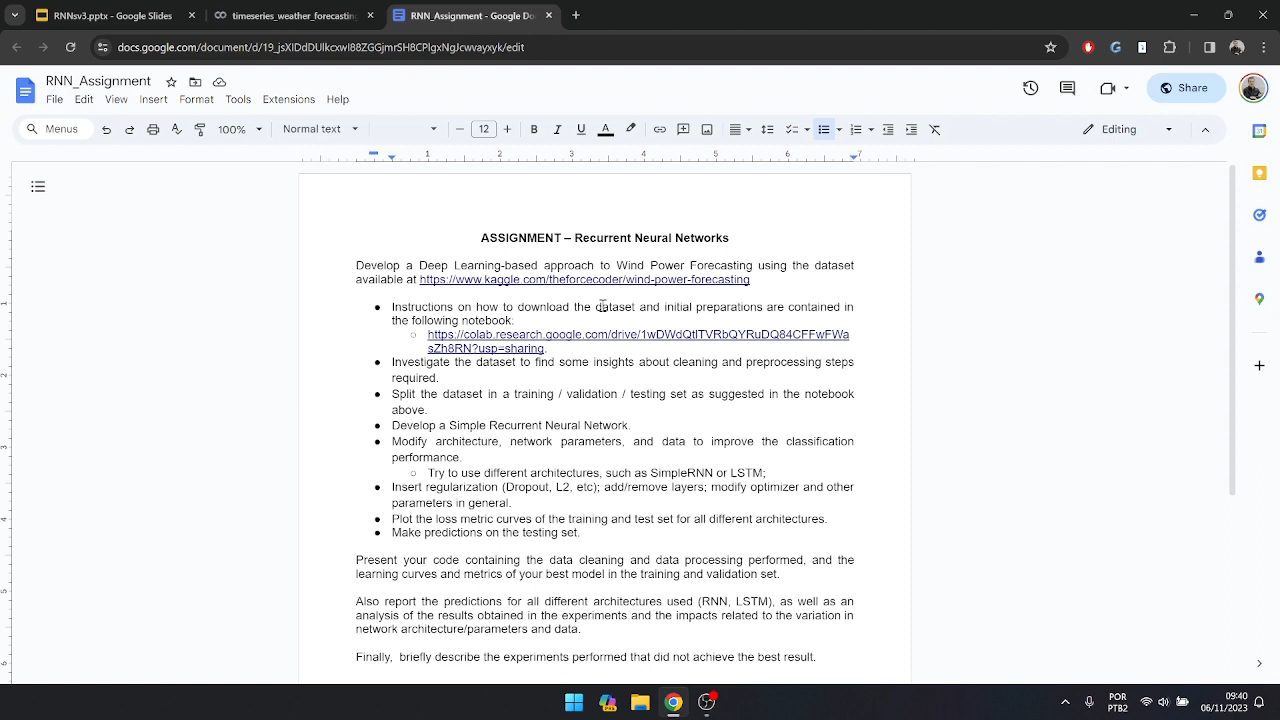 RNNsv3.pptx - Google Slides
timeseries_weather_forecasting
RNN_Assignment - Google Do
docs.google.com/document/d/19_jsXIDdDUlkcxwI88ZGGjmrSH8CPlgxNgJcwvayxyk/edit
RNN_Assignment
File Edit View Insert Format Tools Extensions Help
Share
Menus 100% Normal text 12 Editing
1 2 3 4 5 6 7
ASSIGNMENT – Recurrent Neural Networks
Develop a Deep Learning-based approach to Wind Power Forecasting using the dataset
available at https://www.kaggle.com/theforcecoder/wind-power-forecasting
● Instructions on how to download the dataset and initial preparations are contained in
the following notebook:
○ https://colab.research.google.com/drive/1wDWdQtlTVRbQYRuDQ84CFFwFWa
sZh8RN?usp=sharing.
● Investigate the dataset to find some insights about cleaning and preprocessing steps
required.
● Split the dataset in a training / validation / testing set as suggested in the notebook
above.
● Develop a Simple Recurrent Neural Network.
● Modify architecture, network parameters, and data to improve the classification
performance.
○ Try to use different architectures, such as SimpleRNN or LSTM;
● Insert regularization (Dropout, L2, etc); add/remove layers; modify optimizer and other
parameters in general.
● Plot the loss metric curves of the training and test set for all different architectures.
● Make predictions on the testing set.
Present your code containing the data cleaning and data processing performed, and the
learning curves and metrics of your best model in the training and validation set.
Also report the predictions for all different architectures used (RNN, LSTM), as well as an
analysis of the results obtained in the experiments and the impacts related to the variation in
network architecture/parameters and data.
Finally, briefly describe the experiments performed that did not achieve the best result.
POR
PTB2
09:40
06/11/2023